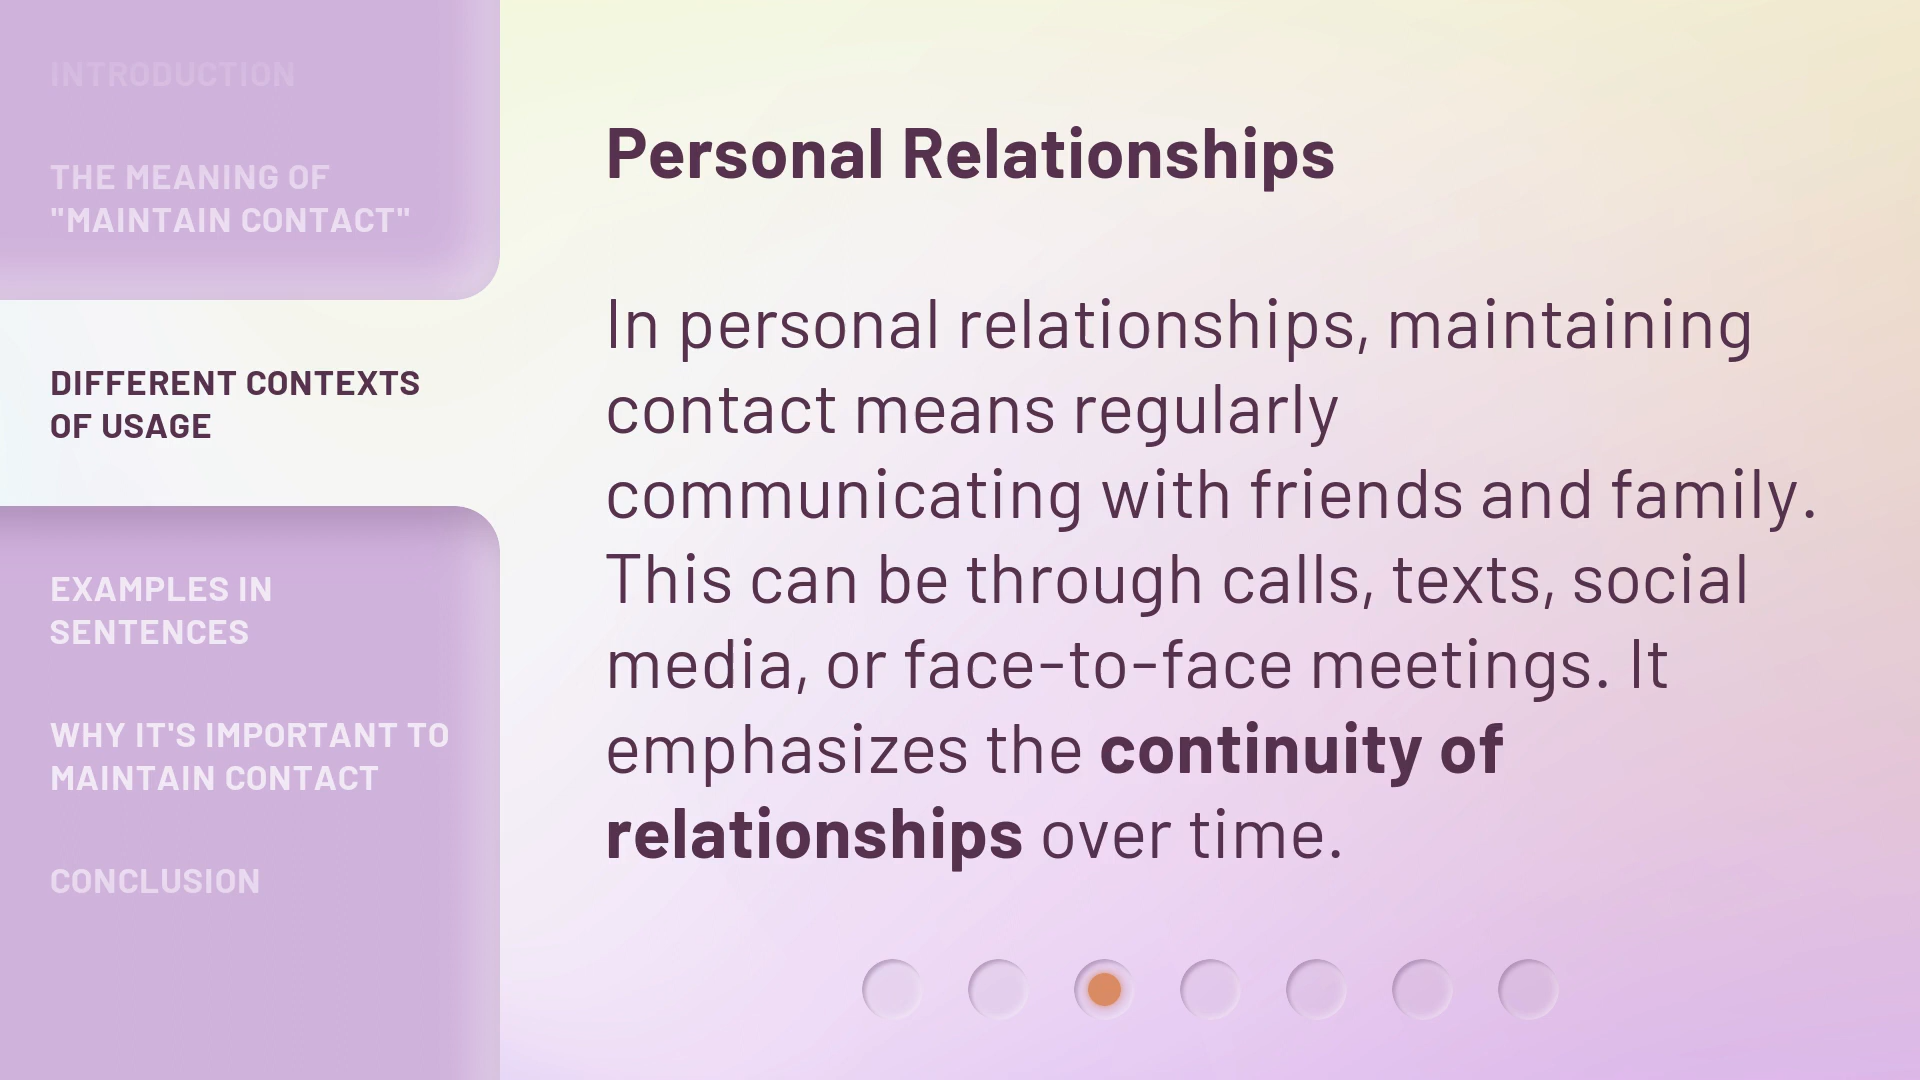 INTRODUCTION
THE MEANING OF
"MAINTAIN CONTACT"
DIFFERENT CONTEXTS
OF USAGE
EXAMPLES IN
SENTENCES
WHY IT'S IMPORTANT TO
MAINTAIN CONTACT
CONCLUSION
Personal Relationships
In personal relationships, maintaining
contact means regularly
communicating with friends and family.
This can be through calls, texts, social
media, or face-to-face meetings. It
emphasizes the continuity of
relationships over time.